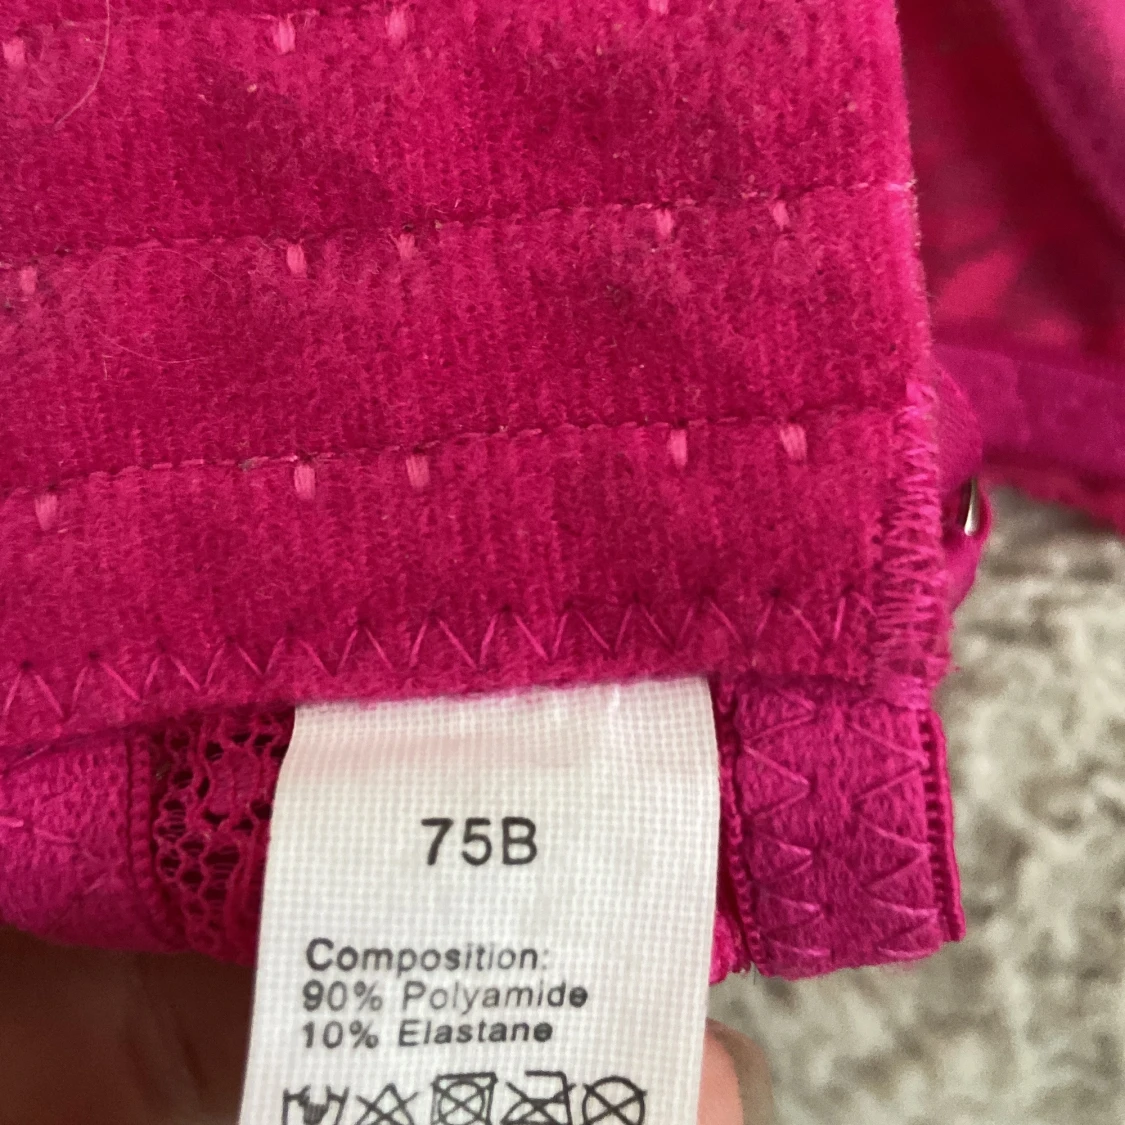 75B
Composition:
90% Polyamide
10% Elastane